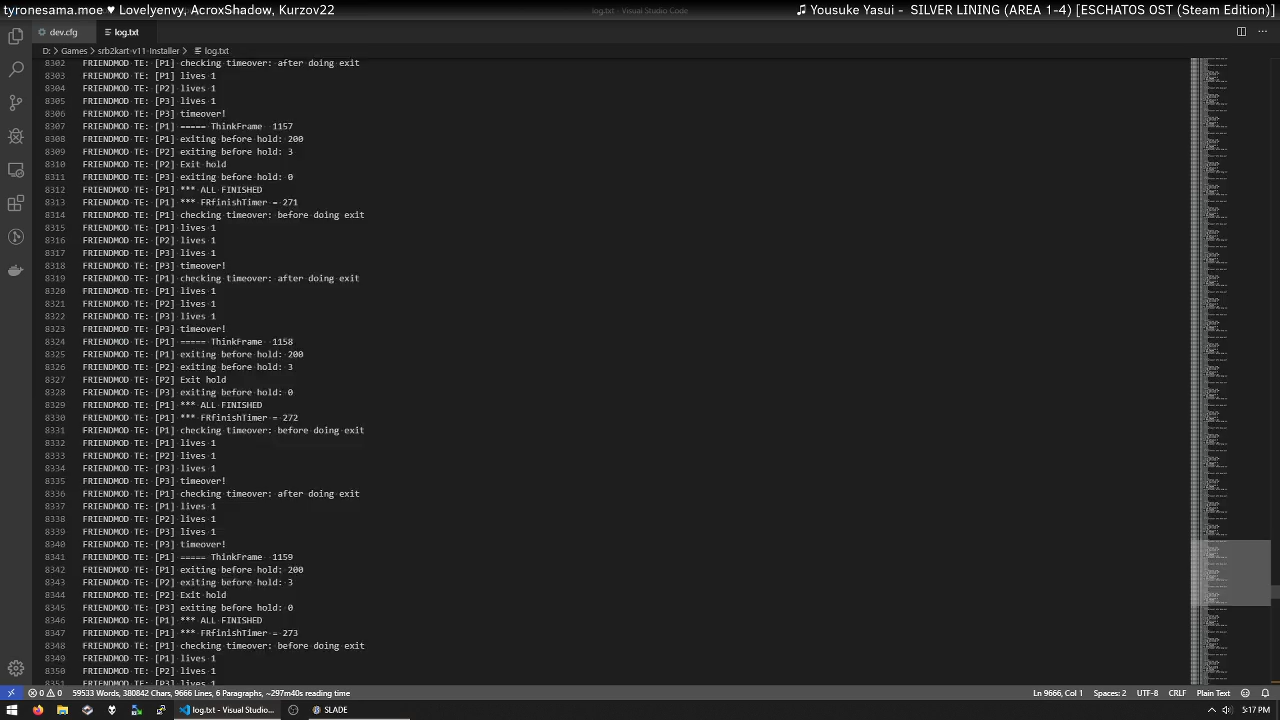 tyronesama.moe ♥ Lovelyenvy, AcroxShadow, Kurzov22
log.txt - Visual Studio Code
♫ Yousuke Yasui - SILVER LINING (AREA 1 - ESCHATOS OST (Steam Edition)]
dev.cfg
log.txt
D: > Games > srb2kart-v11-Installer > log.txt
8302 FRIENDMOD TE: [P1] checking timeover: after doing exit
8303 FRIENDMOD TE: [P1] lives 1
8304 FRIENDMOD TE: [P2] lives 1
8305 FRIENDMOD TE: [P3] lives 1
8306 FRIENDMOD TE: [P3] timeover!
8307 FRIENDMOD TE: [P1] ===== ThinkFrame 1157
8308 FRIENDMOD TE: [P1] exiting before hold: 200
8309 FRIENDMOD TE: [P2] exiting before hold: 3
8310 FRIENDMOD TE: [P2] Exit hold
8311 FRIENDMOD TE: [P3] exiting before hold: 0
8312 FRIENDMOD TE: [P1] *** ALL FINISHED
8313 FRIENDMOD TE: [P1] *** FRfinishTimer = 271
8314 FRIENDMOD TE: [P1] checking timeover: before doing exit
8315 FRIENDMOD TE: [P1] lives 1
8316 FRIENDMOD TE: [P2] lives 1
8317 FRIENDMOD TE: [P3] lives 1
8318 FRIENDMOD TE: [P3] timeover!
8319 FRIENDMOD TE: [P1] checking timeover: after doing exit
8320 FRIENDMOD TE: [P1] lives 1
8321 FRIENDMOD TE: [P2] lives 1
8322 FRIENDMOD TE: [P3] lives 1
8323 FRIENDMOD TE: [P3] timeover!
8324 FRIENDMOD TE: [P1] ===== ThinkFrame 1158
8325 FRIENDMOD TE: [P1] exiting before hold: 200
8326 FRIENDMOD TE: [P2] exiting before hold: 3
8327 FRIENDMOD TE: [P2] Exit hold
8328 FRIENDMOD TE: [P3] exiting before hold: 0
8329 FRIENDMOD TE: [P1] *** ALL FINISHED
8330 FRIENDMOD TE: [P1] *** FRfinishTimer = 272
8331 FRIENDMOD TE: [P1] checking timeover: before doing exit
8332 FRIENDMOD TE: [P1] lives 1
8333 FRIENDMOD TE: [P2] lives 1
8334 FRIENDMOD TE: [P3] lives 1
8335 FRIENDMOD TE: [P3] timeover!
8336 FRIENDMOD TE: [P1] checking timeover: after doing exit
8337 FRIENDMOD TE: [P1] lives 1
8338 FRIENDMOD TE: [P2] lives 1
8339 FRIENDMOD TE: [P3] lives 1
8340 FRIENDMOD TE: [P3] timeover!
8341 FRIENDMOD TE: [P1] ===== ThinkFrame 1159
8342 FRIENDMOD TE: [P1] exiting before hold: 200
8343 FRIENDMOD TE: [P2] exiting before hold: 3
8344 FRIENDMOD TE: [P2] Exit hold
8345 FRIENDMOD TE: [P3] exiting before hold: 0
8346 FRIENDMOD TE: [P1] *** ALL FINISHED
8347 FRIENDMOD TE: [P1] *** FRfinishTimer = 273
8348 FRIENDMOD TE: [P1] checking timeover: before doing exit
8349 FRIENDMOD TE: [P1] lives 1
8350 FRIENDMOD TE: [P2] lives 1
8351 FRIENDMOD TE: [P3] lives 1
0 0 59533 Words, 380842 Chars, 9666 Lines, 6 Paragraphs, ~297m40s reading time
Col 1 UTF-8 CRLF Plain Text
log.txt - Visual Studio...
SLADE
5:17 PM